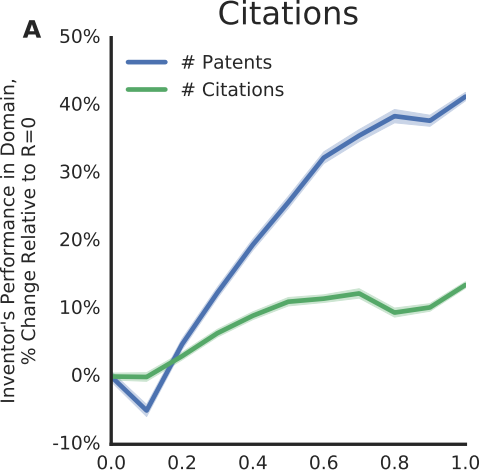 Citations
A
50%
# Patents
# Citations
40%
30%
20%
10%
0%
-10%
Inventor's Performance in Domain,
% Change Relative to R=0
0.0 0.2 0.4 0.6 0.8 1.0